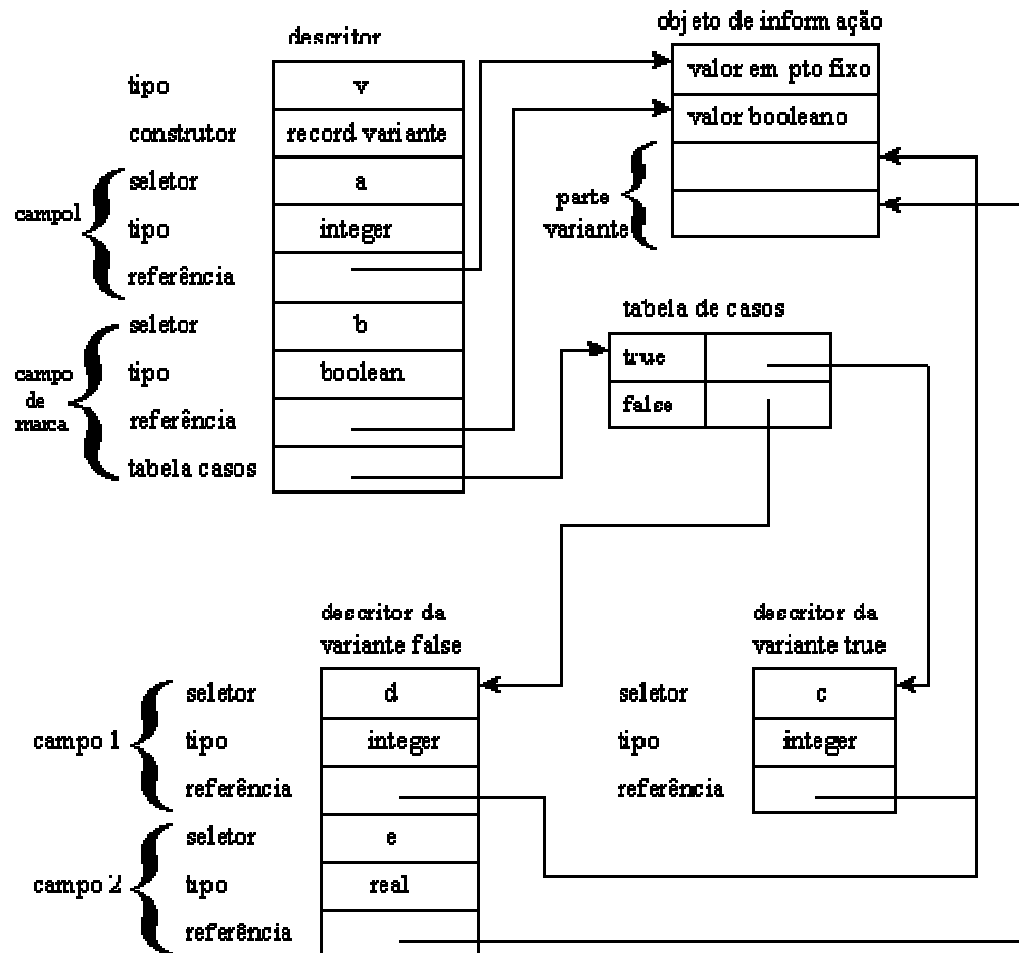 descritor
objeto de informação
tipo
v
valor em pto fixo
construtor
record variante
valor booleano
campo1
seletor
a
tipo
integer
referência
parte
variante
campo
de
marca
seletor
b
tipo
boolean
referência
tabela casos
tabela de casos
true
false
descritor da
variante false
campo 1
seletor
d
tipo
integer
referência
campo 2
seletor
e
tipo
real
referência
descritor da
variante true
seletor
c
tipo
integer
referência